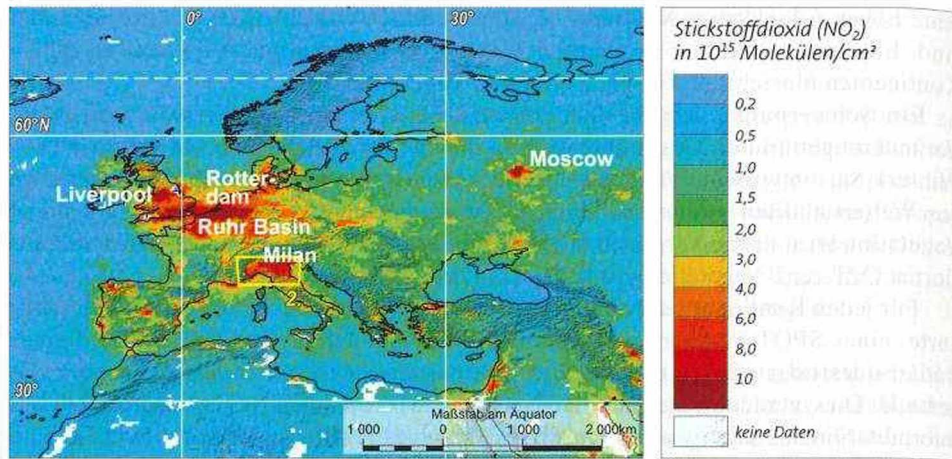 0°
30°
60°N
Moscow
Liverpool
Rotter-
dam
Ruhr Basin
Milan
2
30°
Maßstab am Äquator
1 000 0 1 000 2 000km
Stickstoffdioxid (NO₂)
in 10¹⁵ Molekülen/cm²
0,2
0,5
1,0
1,5
2,0
3,0
4,0
6,0
8,0
10
keine Daten